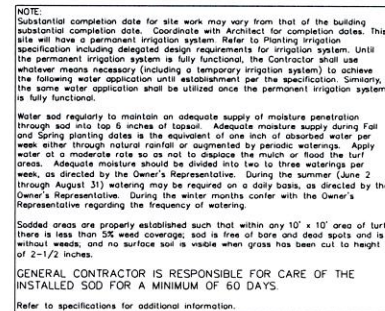 NOTE:
Substantial completion date for site work may vary from that of the building
substantial completion date. Coordinate with Architect for completion dates. This
site will have a permanent irrigation system. Refer to Planting Irrigation
specification including delegated design requirements for irrigation system. Until
the permanent irrigation system is fully functional, the Contractor shall use
whatever means necessary (including a temporary irrigation system) to achieve
the following water application until establishment per the specification. Similarly,
the same water application shall be utilized once the permanent irrigation system
is fully functional.
Water sod regularly to maintain an adequate supply of moisture penetration
through sod into top 6 inches of topsoil. Adequate moisture supply during Fall
and Spring planting dates is the equivalent of one inch of absorbed water per
week either through natural rainfall or augmented by periodic waterings. Apply
water at a moderate rate so as not to displace the mulch or flood the turf
areas. Adequate moisture should be divided into two to three waterings per
week, as directed by the Owner's Representative. During the summer (June 2
through August 31) watering may be required on a daily basis, as directed by the
Owner's Representative. During the winter months confer with the Owner's
Representative regarding the frequency of watering.
Sodded areas are properly established such that within any 10' x 10' area of turf
there is less than 5% weed coverage; sod is free of bare and dead spots and is
without weeds; and no surface soil is visible when grass has been cut to height
of 2-1/2 inches.
GENERAL CONTRACTOR IS RESPONSIBLE FOR CARE OF THE
INSTALLED SOD FOR A MINIMUM OF 60 DAYS.
Refer to specifications for additional information.